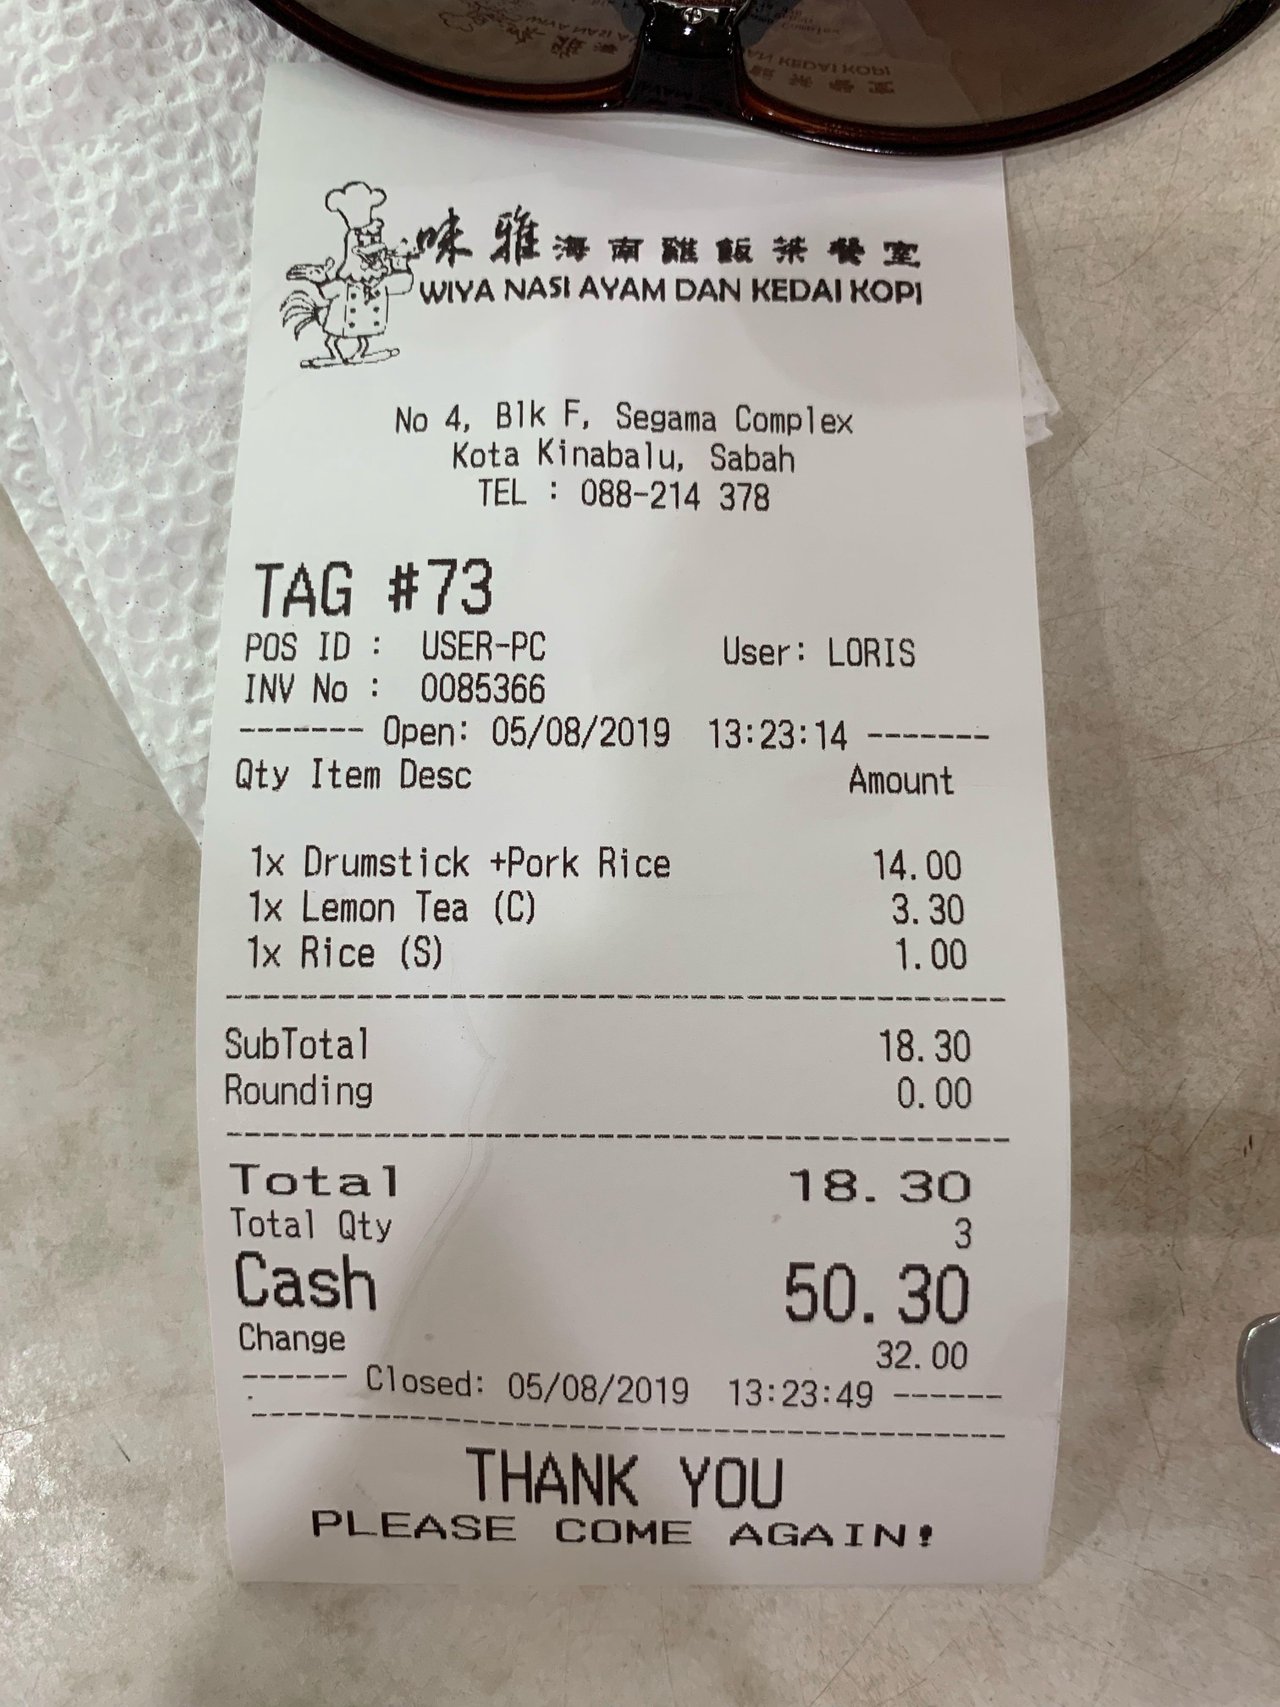 味雅海南雞飯茶餐室
WIYA NASI AYAM DAN KEDAI KOPI
No 4, Blk F, Segama Complex
Kota Kinabalu, Sabah
TEL : 088-214 378
TAG #73
POS ID : USER-PC User: LORIS
INV No : 0085366
------- Open: 05/08/2019 13:23:14 -------
Qty Item Desc Amount
1x Drumstick +Pork Rice 14.00
1x Lemon Tea (C) 3.30
1x Rice (S) 1.00
SubTotal 18.30
Rounding 0.00
Total 18.30
Total Qty 3
Cash 50.30
Change 32.00
------ Closed: 05/08/2019 13:23:49 ------
THANK YOU
PLEASE COME AGAIN!